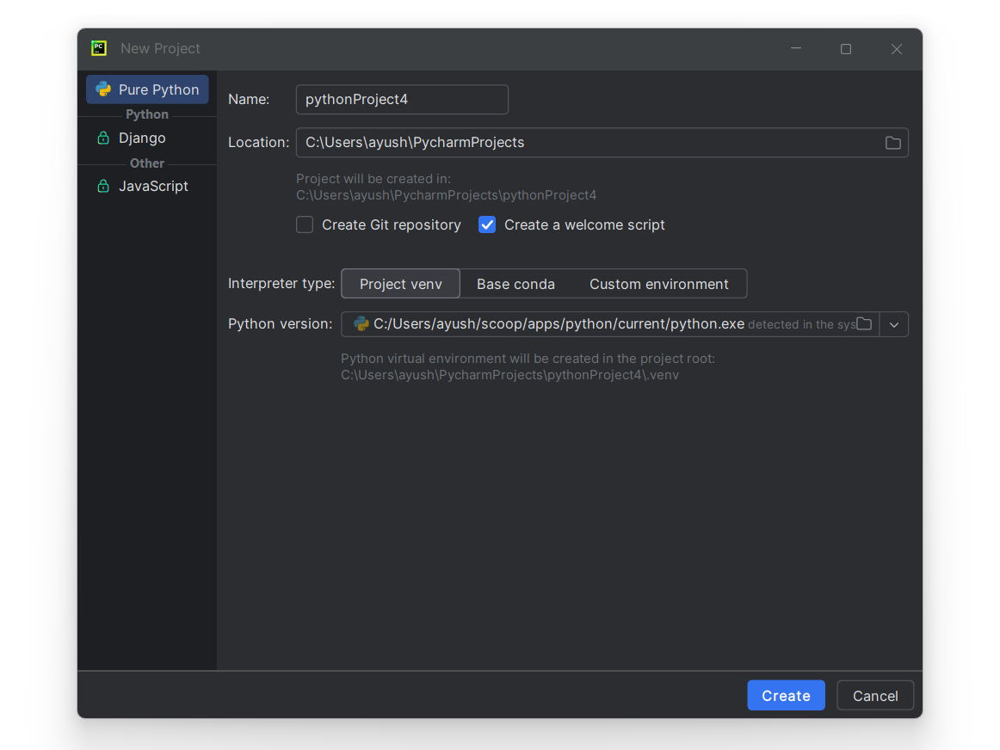 PC
New Project
Pure Python
Python
Django
Other
JavaScript
Name: pythonProject4
Location: C:\Users\ayush\PycharmProjects
Project will be created in:
C:\Users\ayush\PycharmProjects\pythonProject4
Create Git repository Create a welcome script
Interpreter type: Project venv Base conda Custom environment
Python version: C:/Users/ayush/scoop/apps/python/current/python.exe detected in the sys
Python virtual environment will be created in the project root:
C:\Users\ayush\PycharmProjects\pythonProject4\.venv
Create Cancel